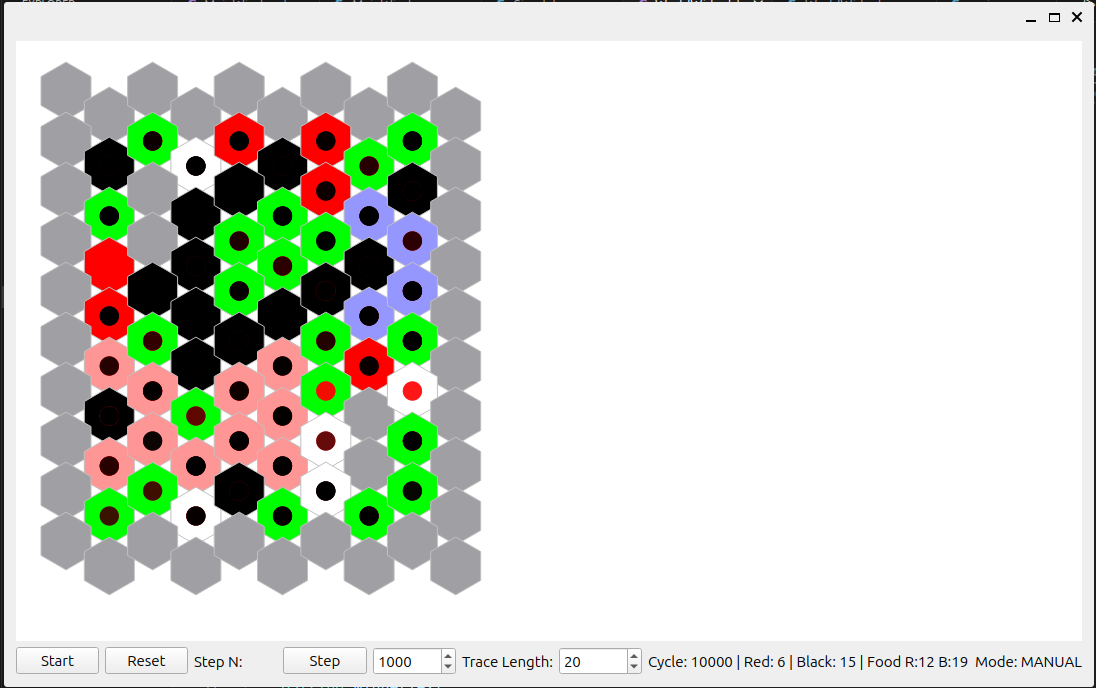 Start Reset Step N: Step 1000 Trace Length: 20 Cycle: 10000 | Red: 6 | Black: 15 | Food R:12 B:19 Mode: MANUAL